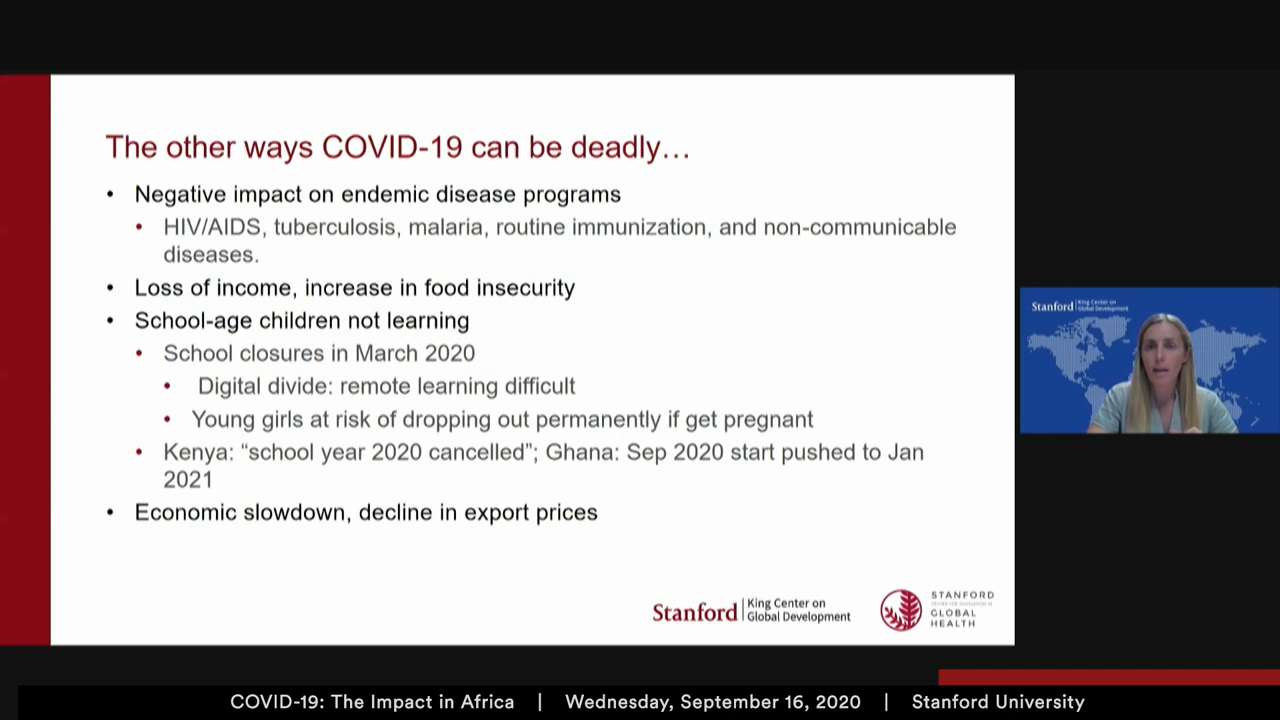 The other ways COVID-19 can be deadly…
• Negative impact on endemic disease programs
• HIV/AIDS, tuberculosis, malaria, routine immunization, and non-communicable
diseases.
• Loss of income, increase in food insecurity
• School-age children not learning
• School closures in March 2020
• Digital divide: remote learning difficult
• Young girls at risk of dropping out permanently if get pregnant
• Kenya: “school year 2020 cancelled”; Ghana: Sep 2020 start pushed to Jan
2021
• Economic slowdown, decline in export prices
Stanford | King Center on
Global Development
STANFORD
GLOBAL
HEALTH
Stanford | King Center on
Global Development
COVID-19: The Impact in Africa | Wednesday, September 16, 2020 | Stanford University